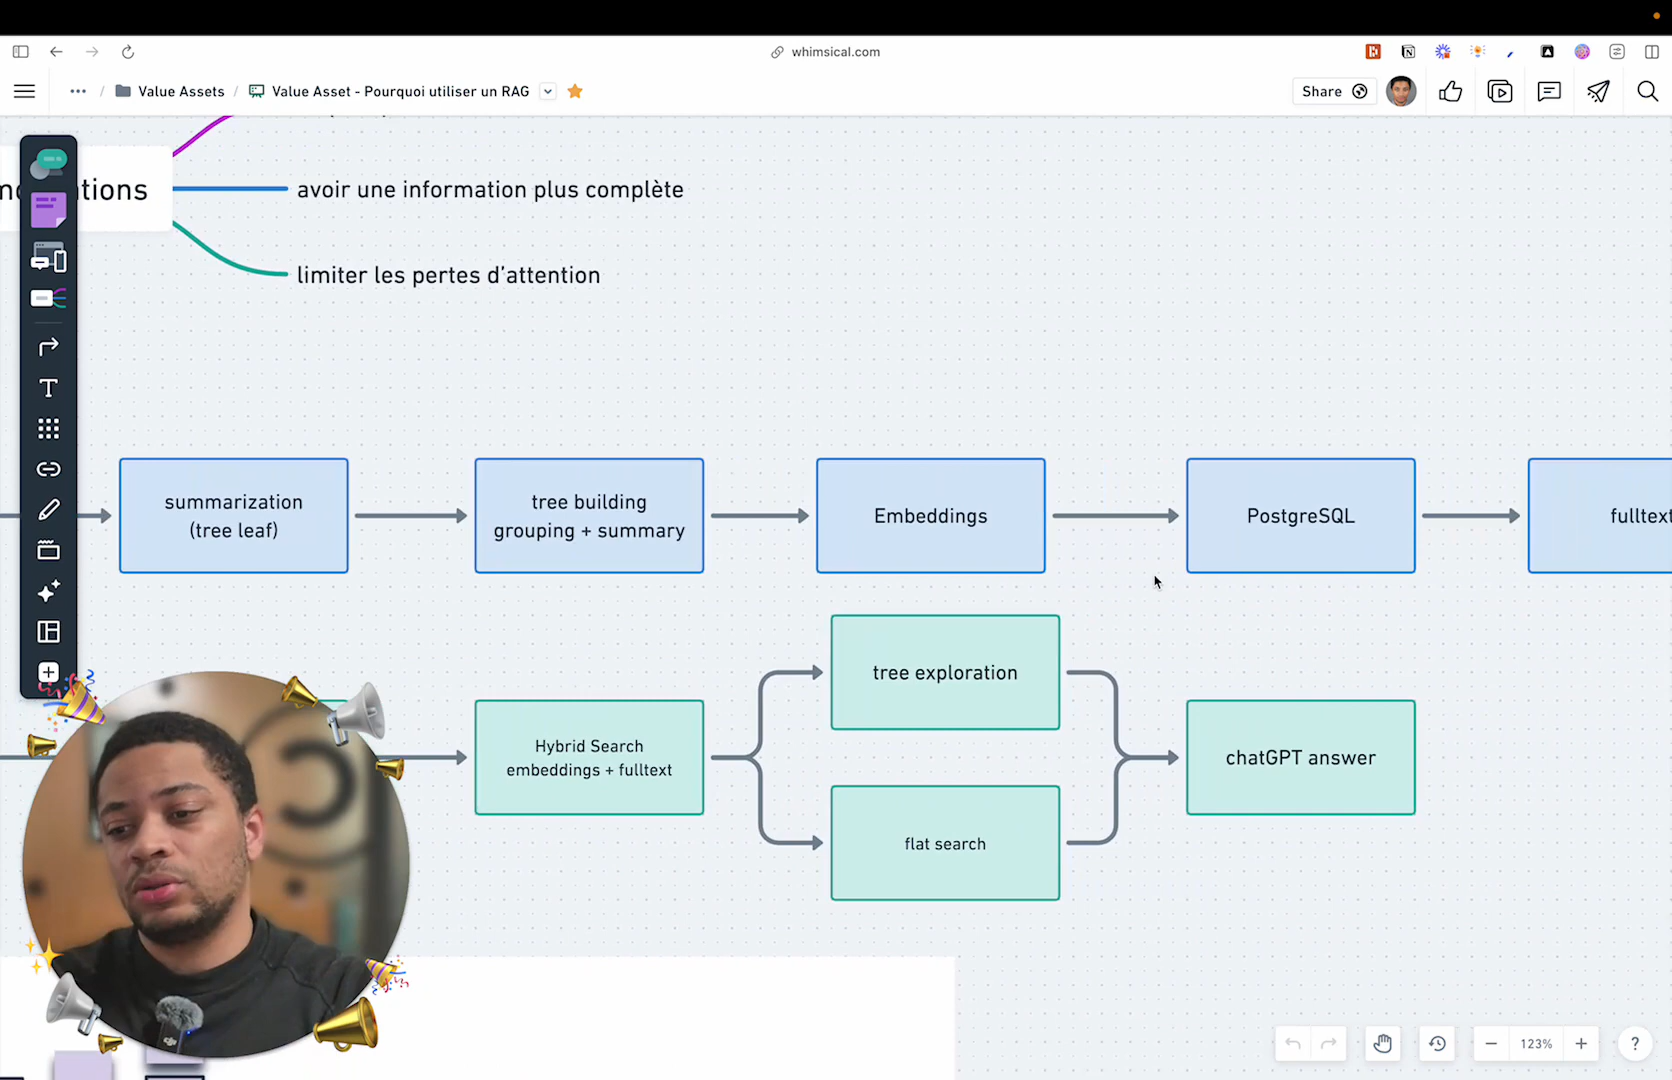 whimsical.com
Value Assets / Value Asset - Pourquoi utiliser un RAG
Share
tions
avoir une information plus complète
limiter les pertes d’attention
summarization
(tree leaf)
tree building
grouping + summary
Embeddings
PostgreSQL
fulltext
tree exploration
Hybrid Search
embeddings + fulltext
chatGPT answer
flat search
123%
?